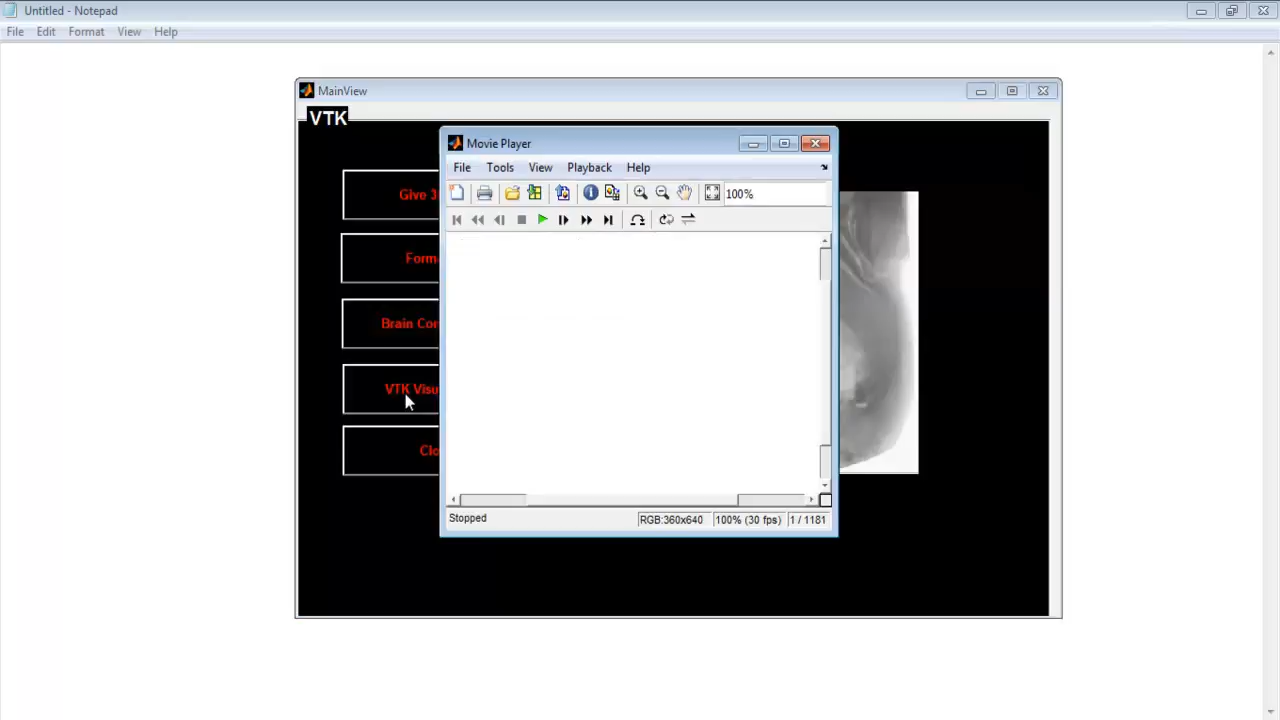 Untitled - Notepad
File Edit Format View Help
MainView
VTK
Movie Player
File Tools View Playback Help
100%
Give 3
Form
Brain Con
VTK Visu
Clo
Stopped
RGB:360x640 100% (30 fps) 1 / 1181